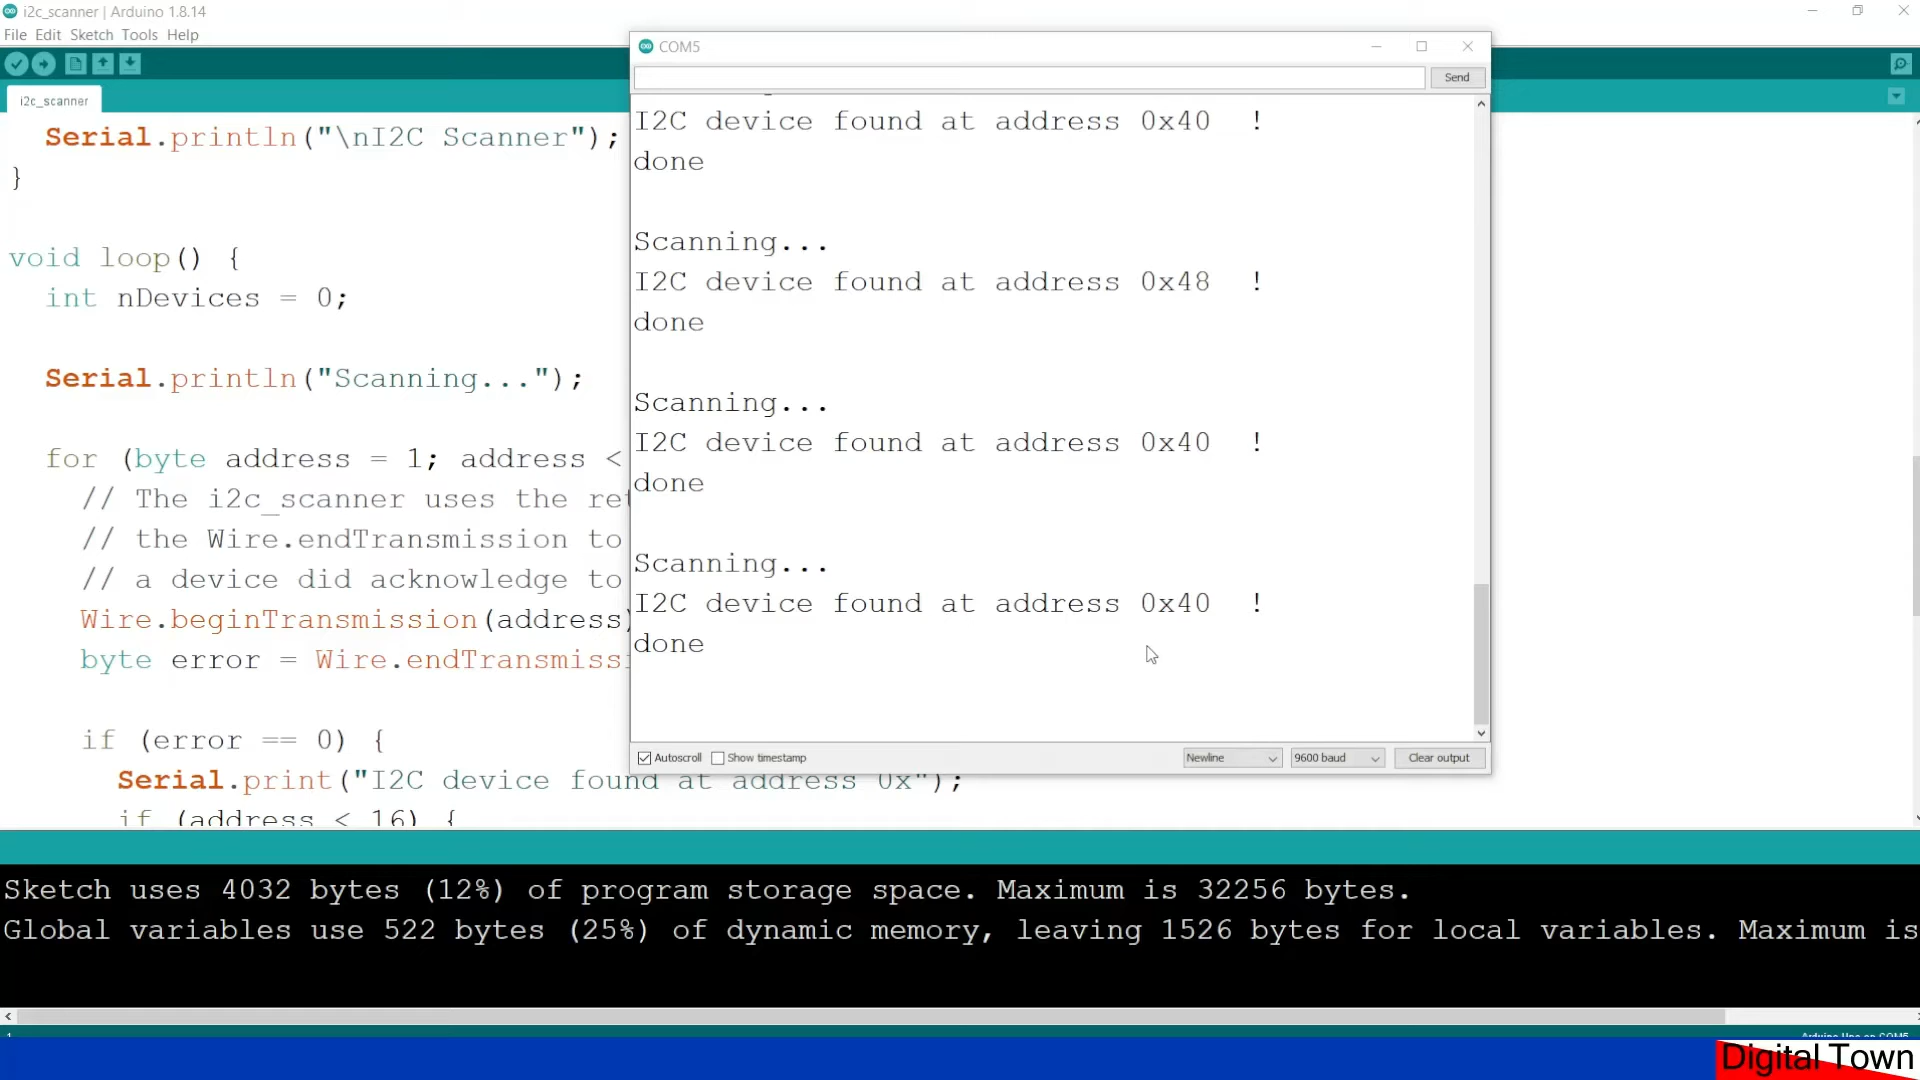 i2c_scanner | Arduino 1.8.14
File Edit Sketch Tools Help
i2c_scanner
Serial.println("\nI2C Scanner");
}
void loop() {
int nDevices = 0;
Serial.println("Scanning...");
for (byte address = 1; address <
// The i2c_scanner uses the
// the Wire.endTransmission to
// a device did acknowledge to
Wire.beginTransmission(address)
byte error = Wire.endTransmiss
if (error == 0) {
Serial.print("I2C device found at address 0x");
if (address < 16) {
COM5
Send
I2C device found at address 0x40 !
done
Scanning...
I2C device found at address 0x48 !
done
Scanning...
I2C device found at address 0x40 !
done
Scanning...
I2C device found at address 0x40 !
done
Autoscroll Show timestamp Newline 9600 baud Clear output
Sketch uses 4032 bytes (12%) of program storage space. Maximum is 32256 bytes.
Global variables use 522 bytes (25%) of dynamic memory, leaving 1526 bytes for local variables. Maximum is
Digital Town